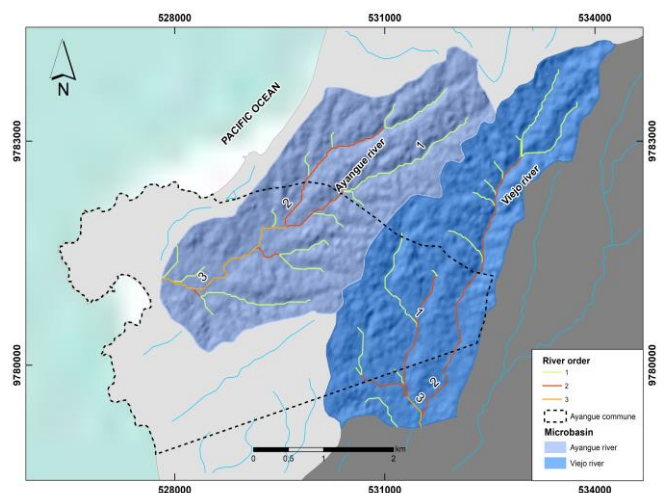 528000
531000
534000
N
PACIFIC OCEAN
9783000
9783000
1
Ayangue river
2
Viejo river
3
1
2
3
9780000
9780000
River order
1
2
3
Ayangue commune
Microbasin
Ayangue river
Viejo river
0 0.5 1 2
km
528000
531000
534000